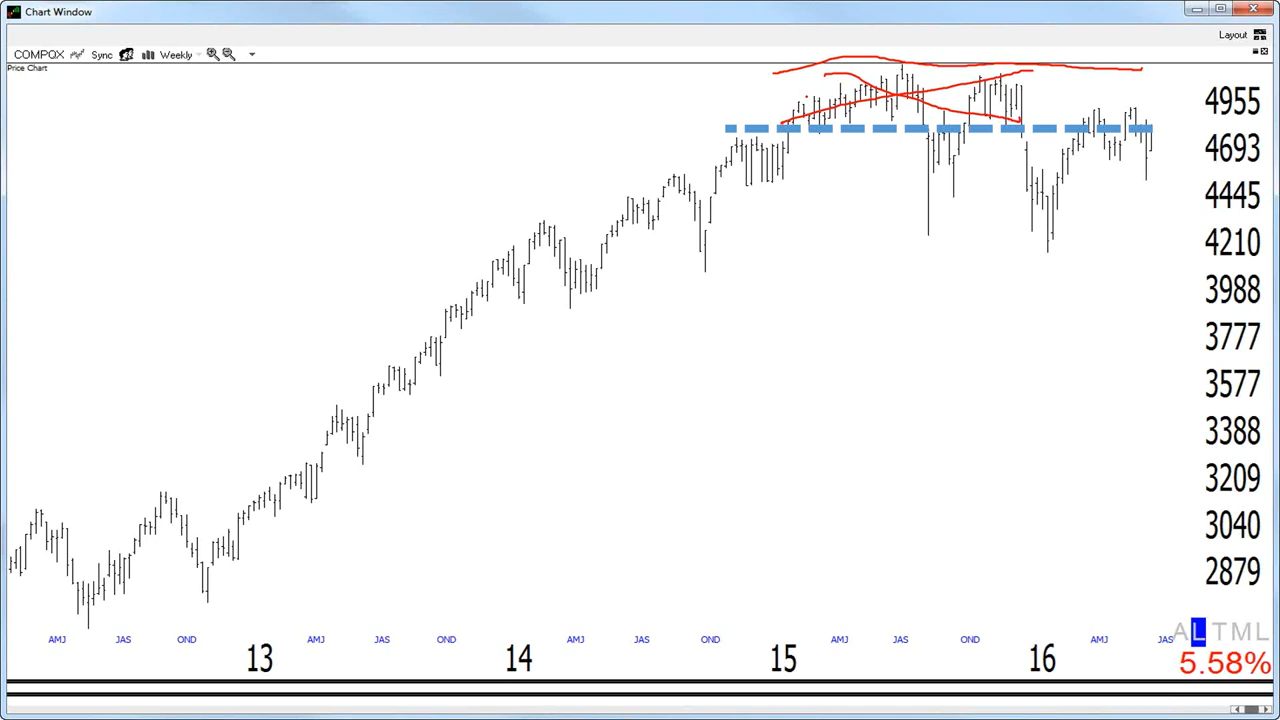 Chart Window
Layout
COMPQX Sync Weekly
Price Chart
4955
4693
4445
4210
3988
3777
3577
3388
3209
3040
2879
AMJ JAS OND AMJ JAS OND AMJ JAS OND AMJ JAS OND AMJ JAS
13 14 15 16
ALTML
5.58%